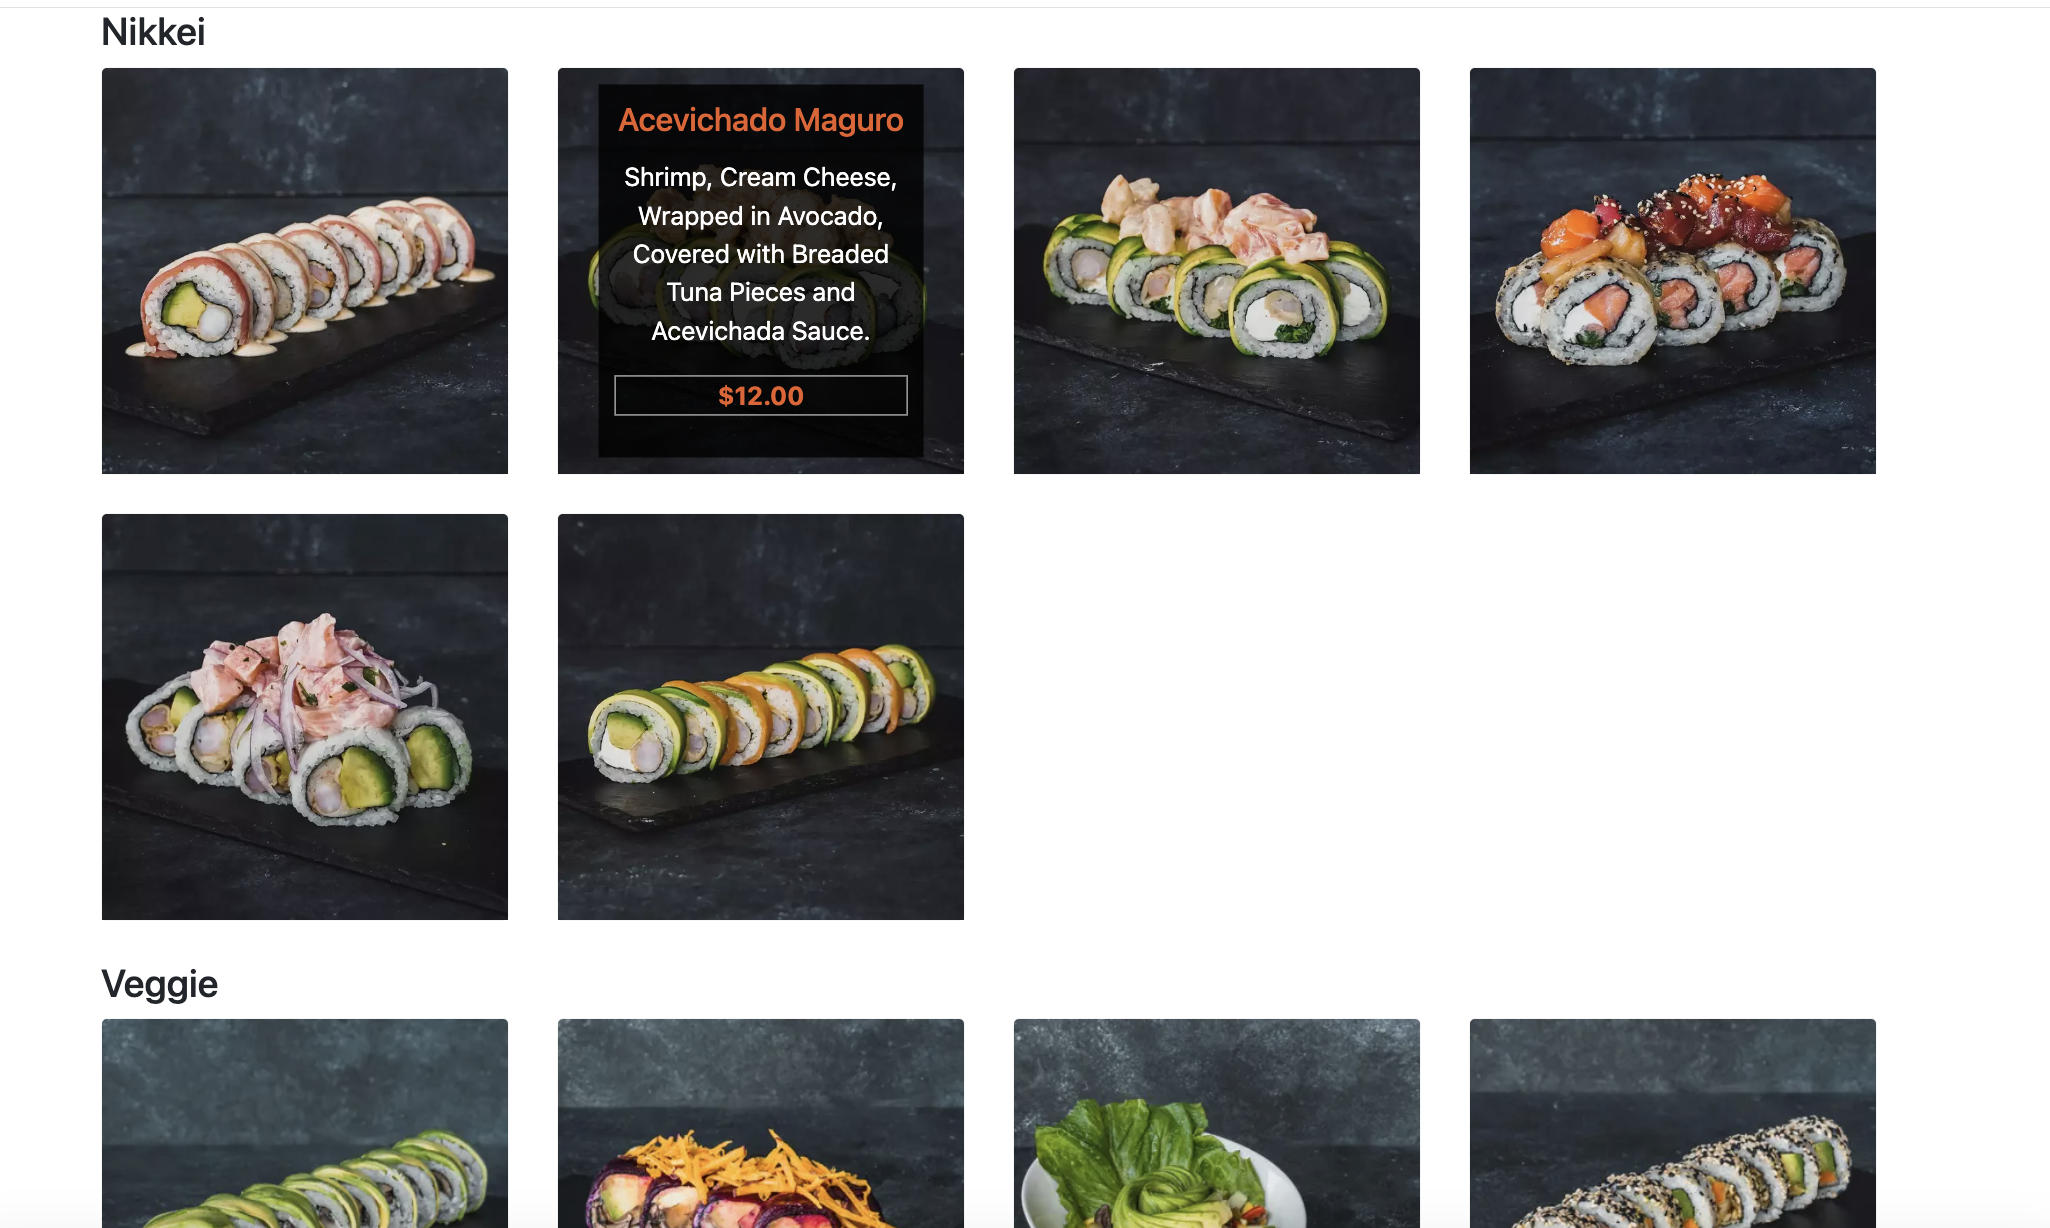 Nikkei
Acevichado Maguro
Shrimp, Cream Cheese,
Wrapped in Avocado,
Covered with Breaded
Tuna Pieces and
Acevichada Sauce.
$12.00
Veggie